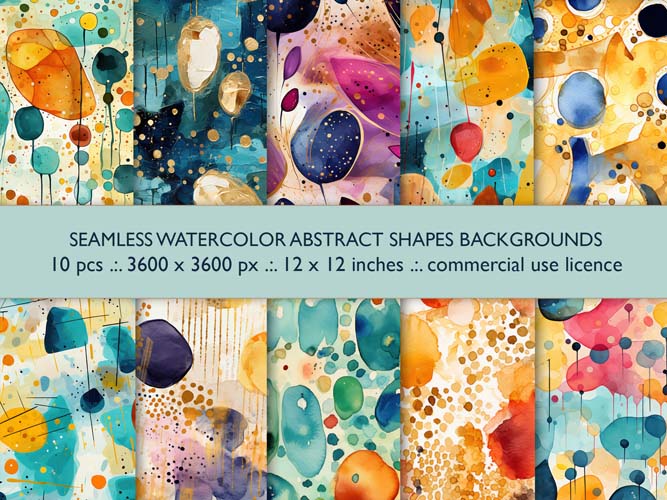 SEAMLESS WATERCOLOR ABSTRACT SHAPES BACKGROUNDS
10 pcs .:. 3600 x 3600 px .:. 12 x 12 inches .:. commercial use licence